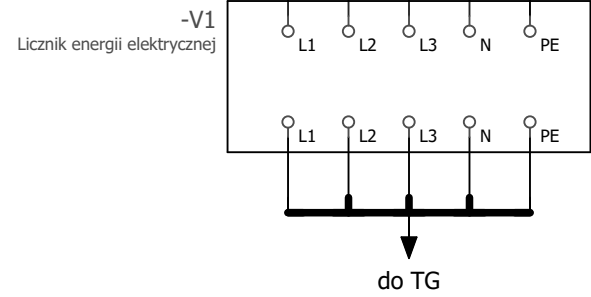 -V1
Licznik energii elektrycznej
L1 L2 L3 N PE
L1 L2 L3 N PE
do TG